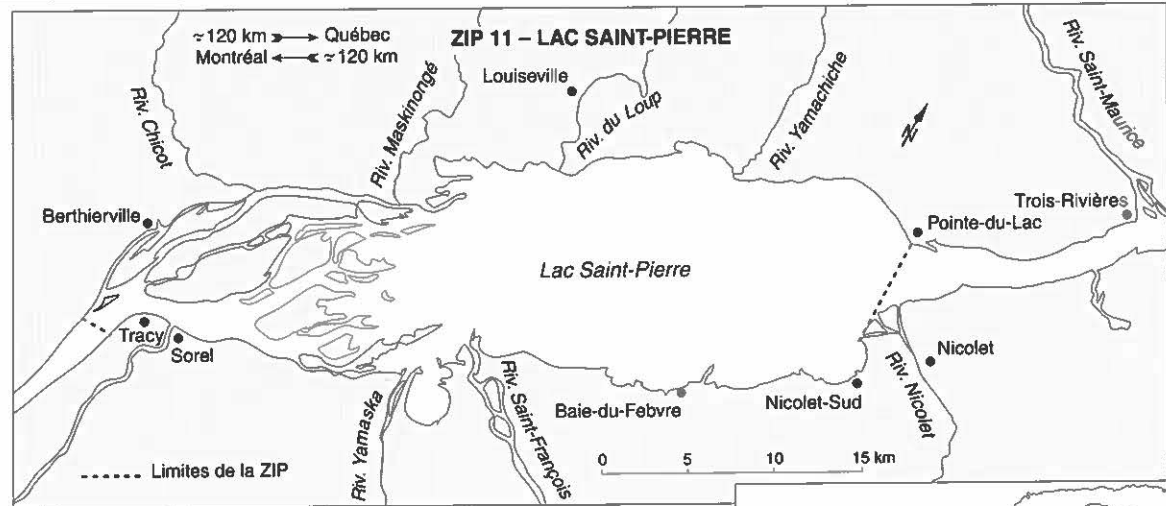 ≈120 km Québec
Montréal ≈120 km
ZIP 11 – LAC SAINT-PIERRE
Louiseville
Riv. Chicot
Riv. Maskinongé
Riv. du Loup
Riv. Yamachiche
Riv. Saint-Maurice
N
Berthierville
Trois-Rivières
Pointe-du-Lac
Lac Saint-Pierre
Tracy
Sorel
Riv. Yamaska
Riv. Saint-François
Baie-du-Febvre
Nicolet-Sud
Riv. Nicolet
Nicolet
Limites de la ZIP
0 5 10 15 km